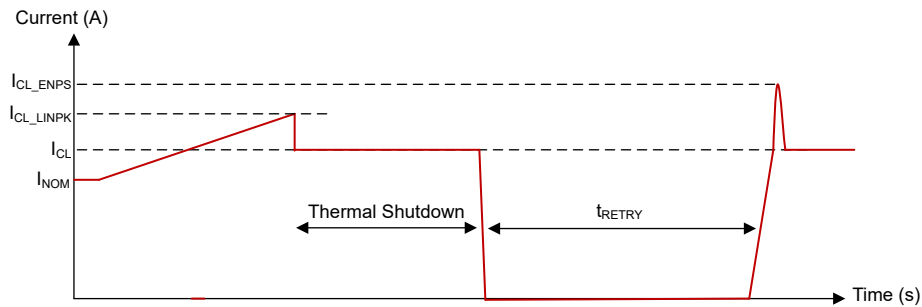 Current (A)
I_CL_ENPS
I_CL_LINPK
I_CL
I_NOM
Thermal Shutdown
t_RETRY
Time (s)